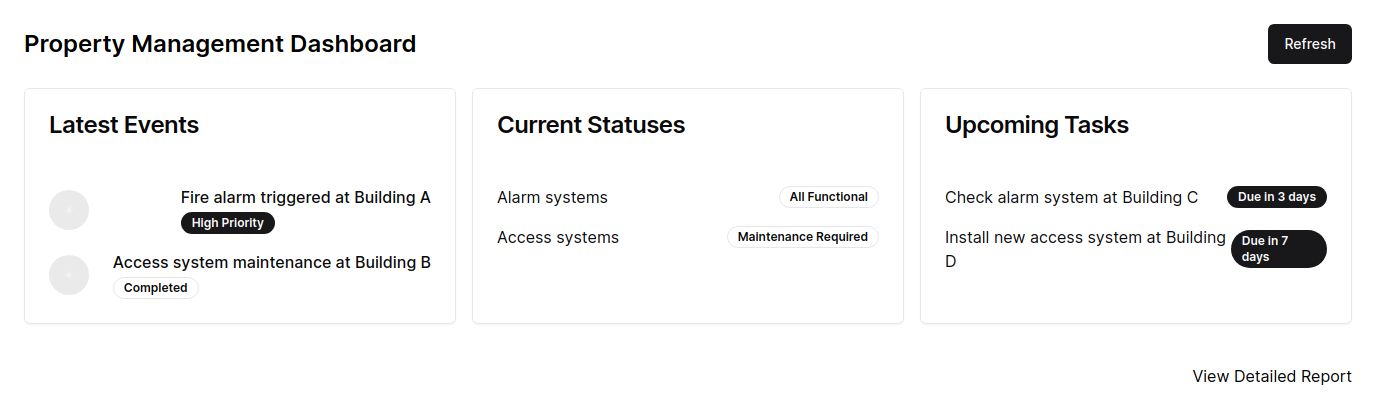 Property Management Dashboard
Refresh
Latest Events
Fire alarm triggered at Building A
High Priority
Access system maintenance at Building B
Completed
Current Statuses
Alarm systems
All Functional
Access systems
Maintenance Required
Upcoming Tasks
Check alarm system at Building C
Due in 3 days
Install new access system at Building
D
Due in 7
days
View Detailed Report